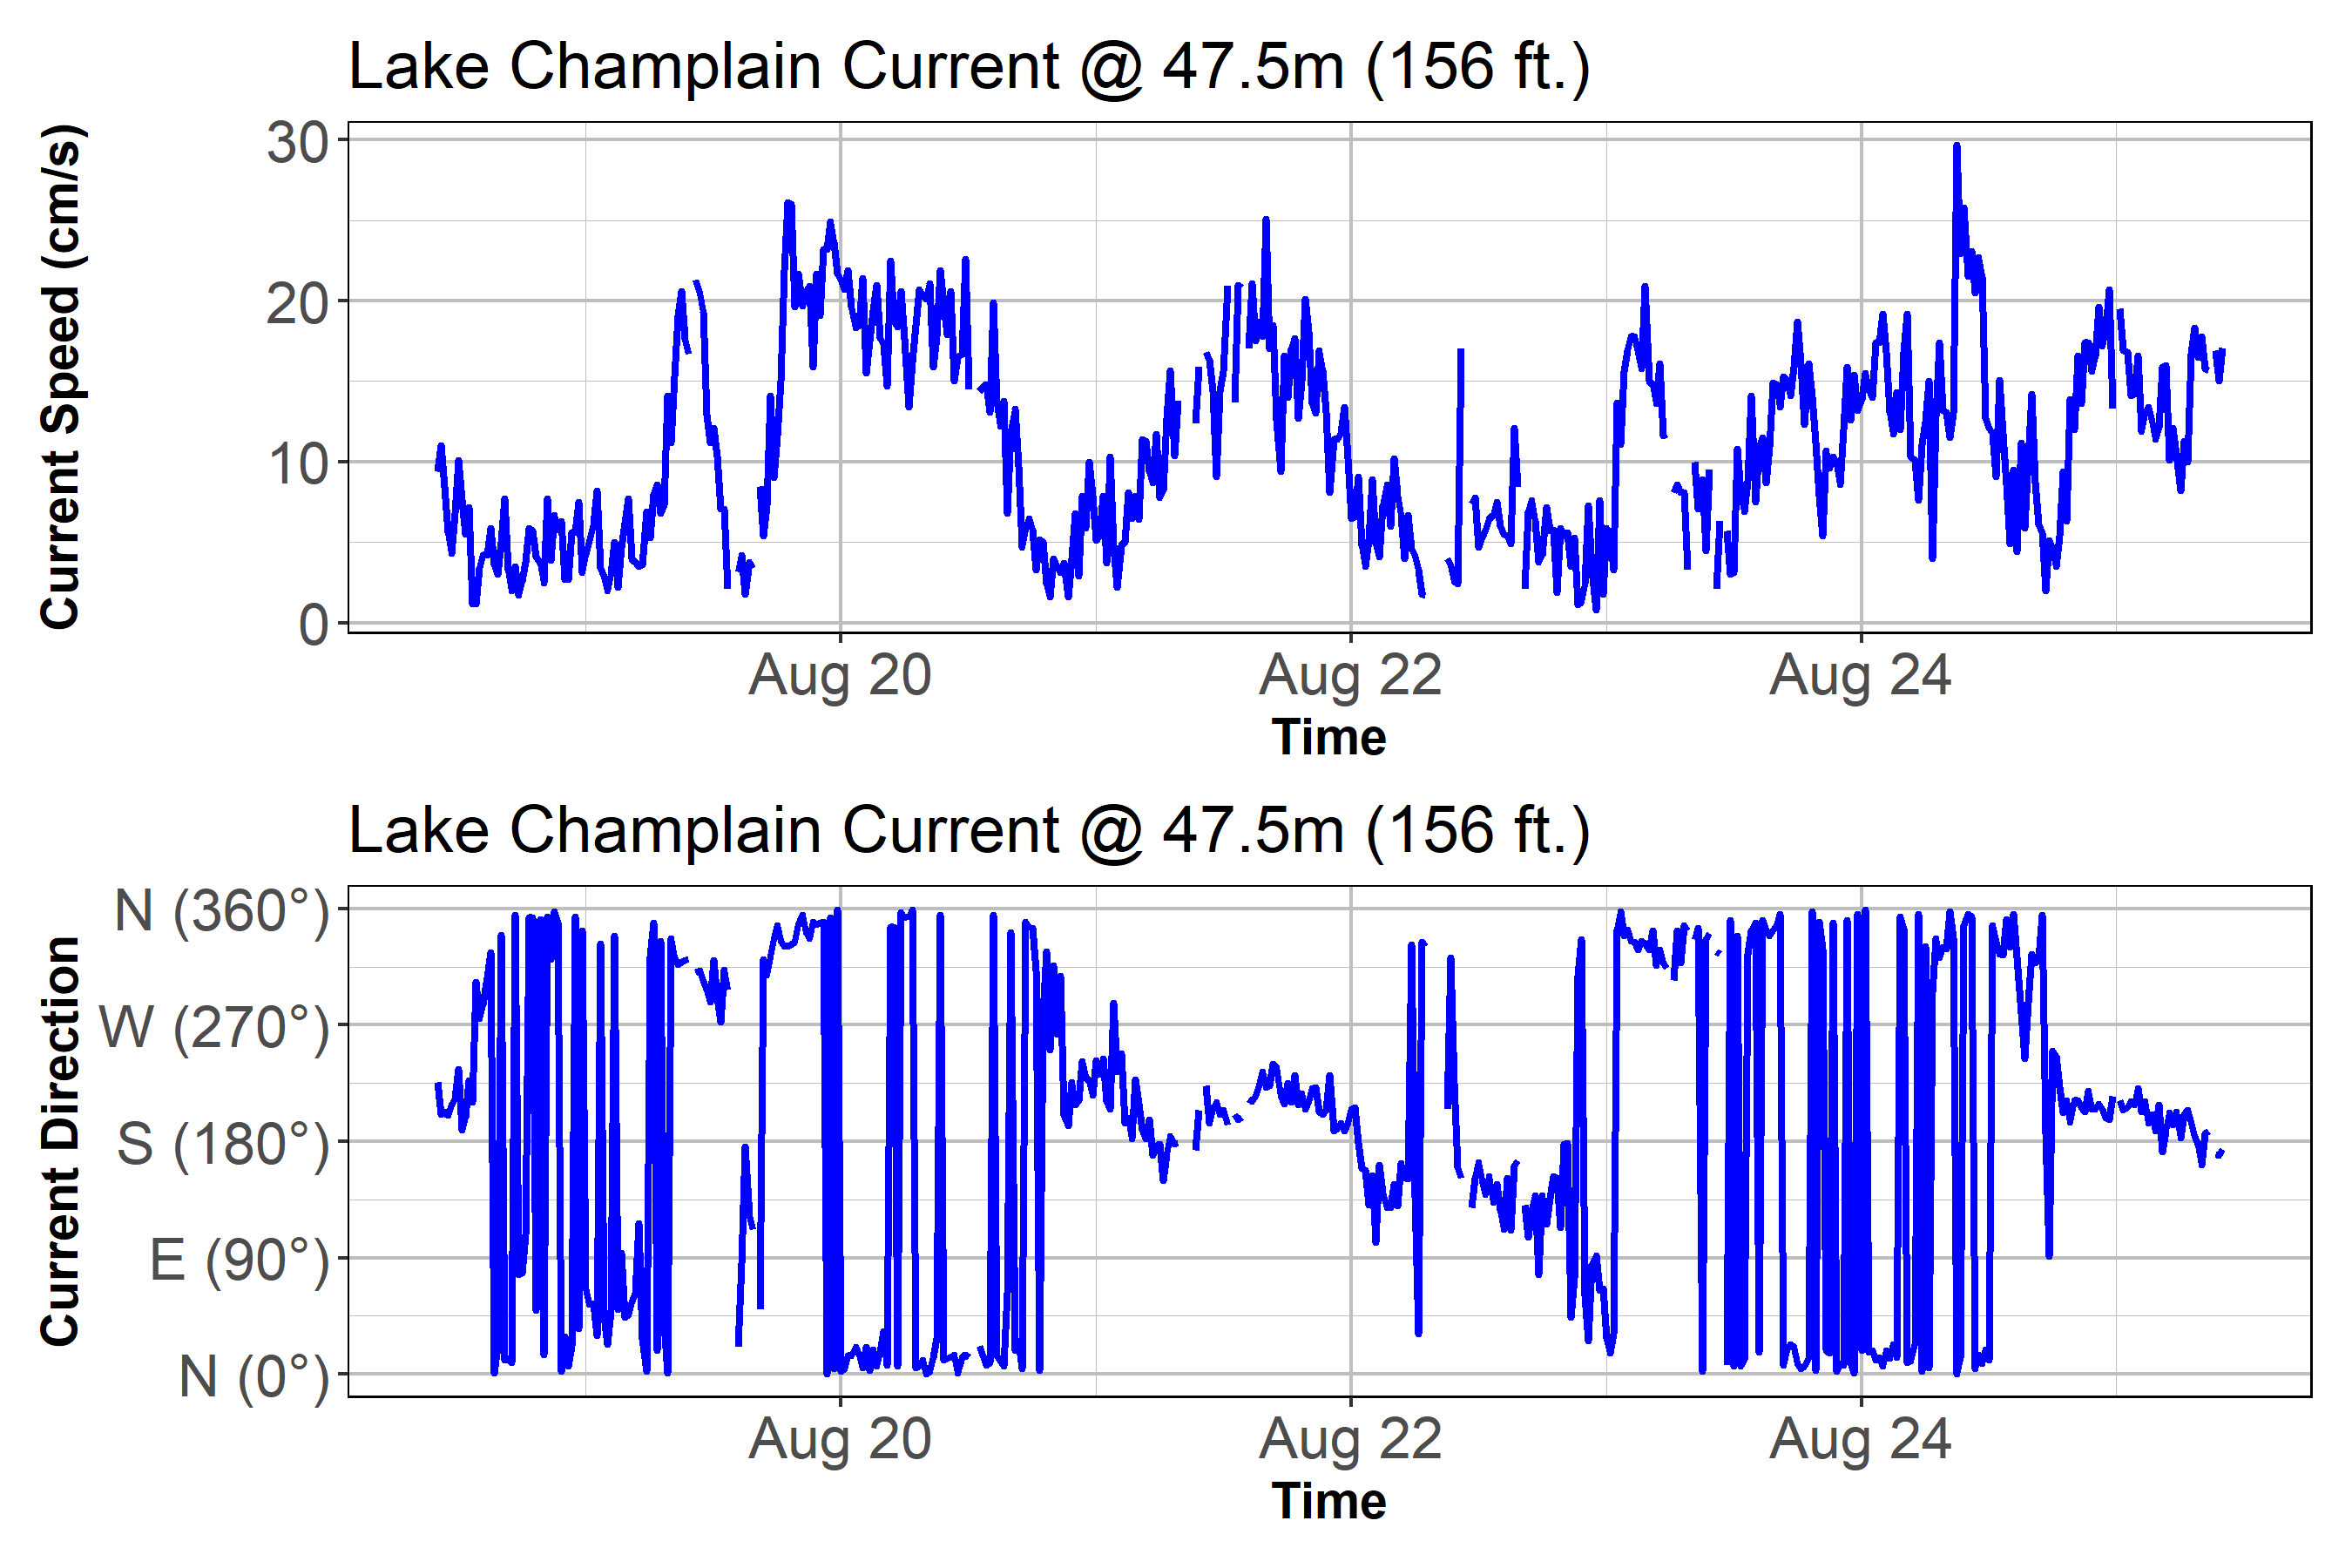 Lake Champlain Current @ 47.5m (156 ft.)
Current Speed (cm/s)
30
20
10
0
Aug 20 Aug 22 Aug 24
Time
Lake Champlain Current @ 47.5m (156 ft.)
Current Direction
N (360°)
W (270°)
S (180°)
E (90°)
N (0°)
Aug 20 Aug 22 Aug 24
Time